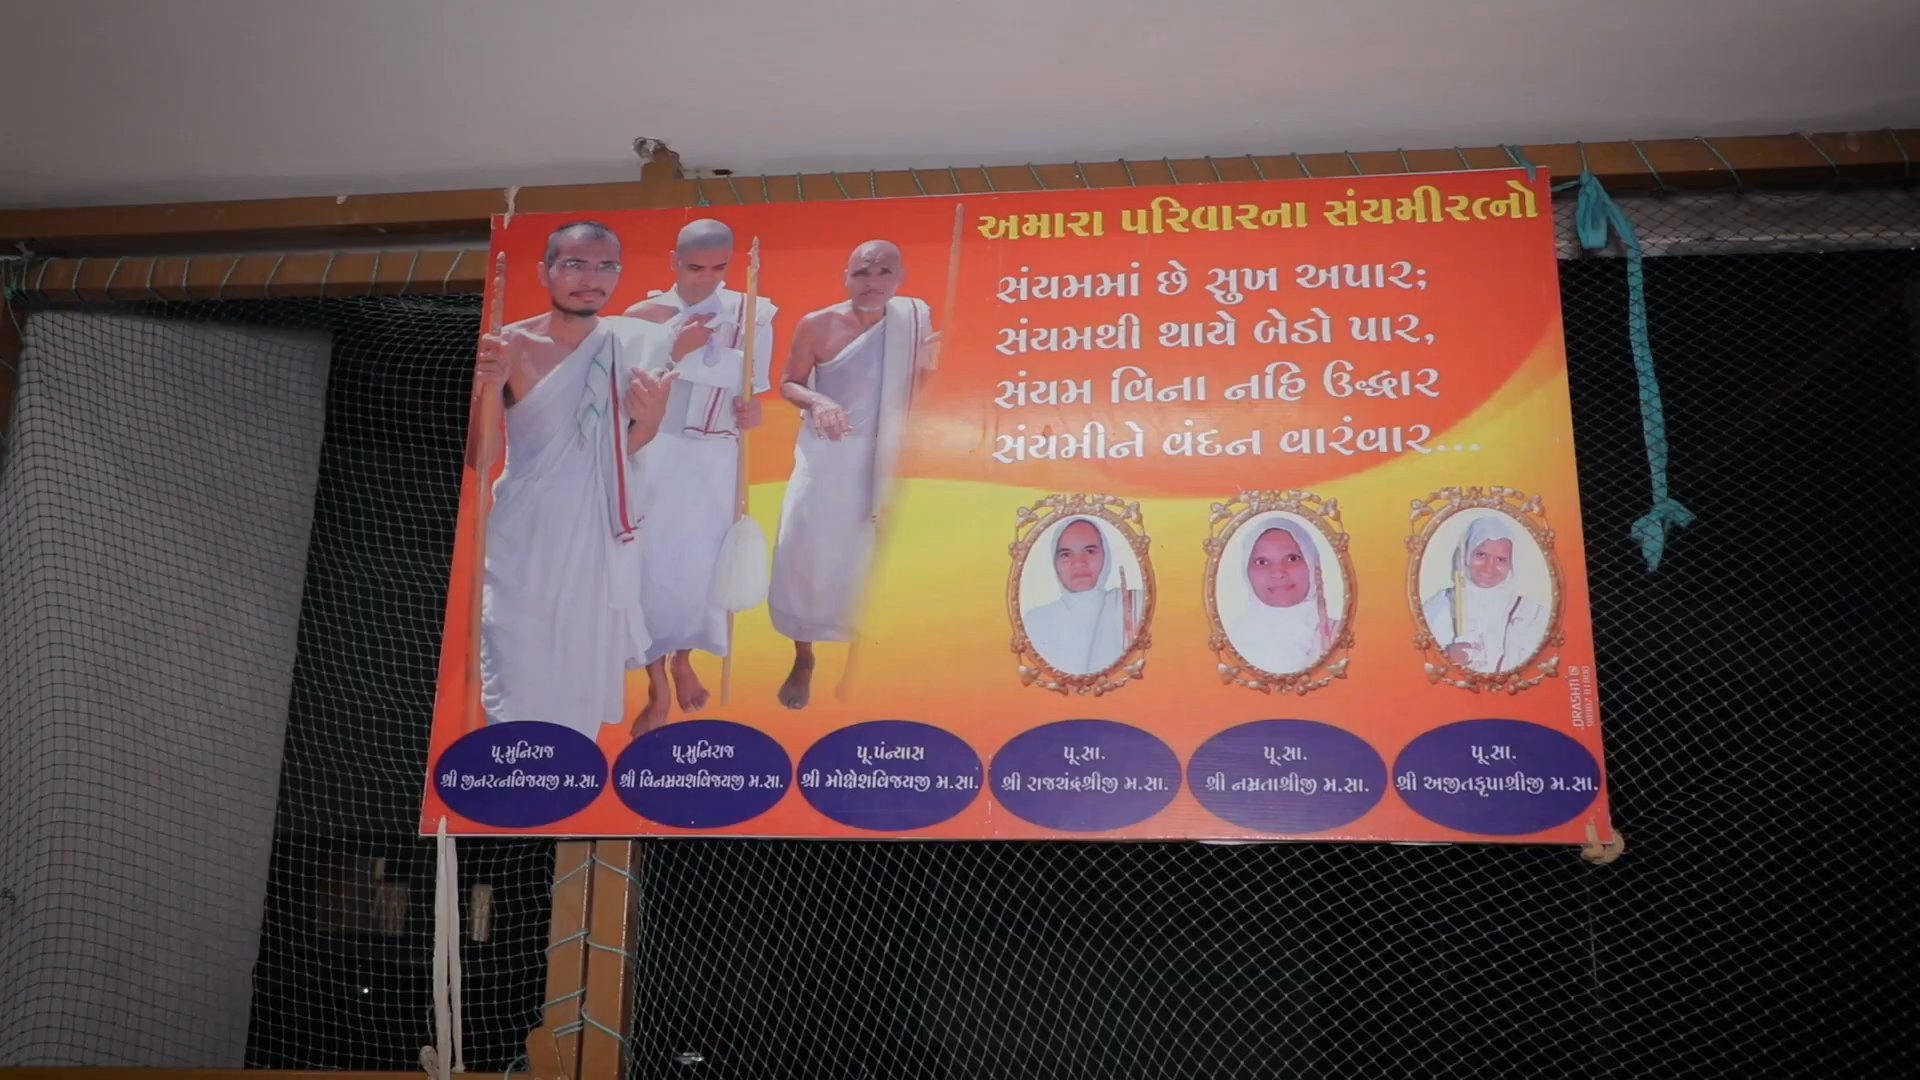 અમારા પરિવારના સંયમીરત્નો
સંયમમાં છે સુખ અપાર;
સંયમથી થાયે બેડો પાર,
સંયમ વિના નહિ ઉદ્ધાર
સંયમીને વંદન વારંવાર...
પૂ.મુનિરાજ
શ્રી જીનરત્નવિજયજી મ.સા.
પૂ.મુનિરાજ
શ્રી વિનમ્રયશવિજયજી મ.સા.
પૂ.પંન્યાસ
શ્રી મોક્ષેશવિજયજી મ.સા.
પૂ.સા.
શ્રી રાજચંદ્રશ્રીજી મ.સા.
પૂ.સા.
શ્રી નમ્રતાશ્રીજી મ.સા.
પૂ.સા.
શ્રી અજીતકૃપાશ્રીજી મ.સા.
DRASHTI